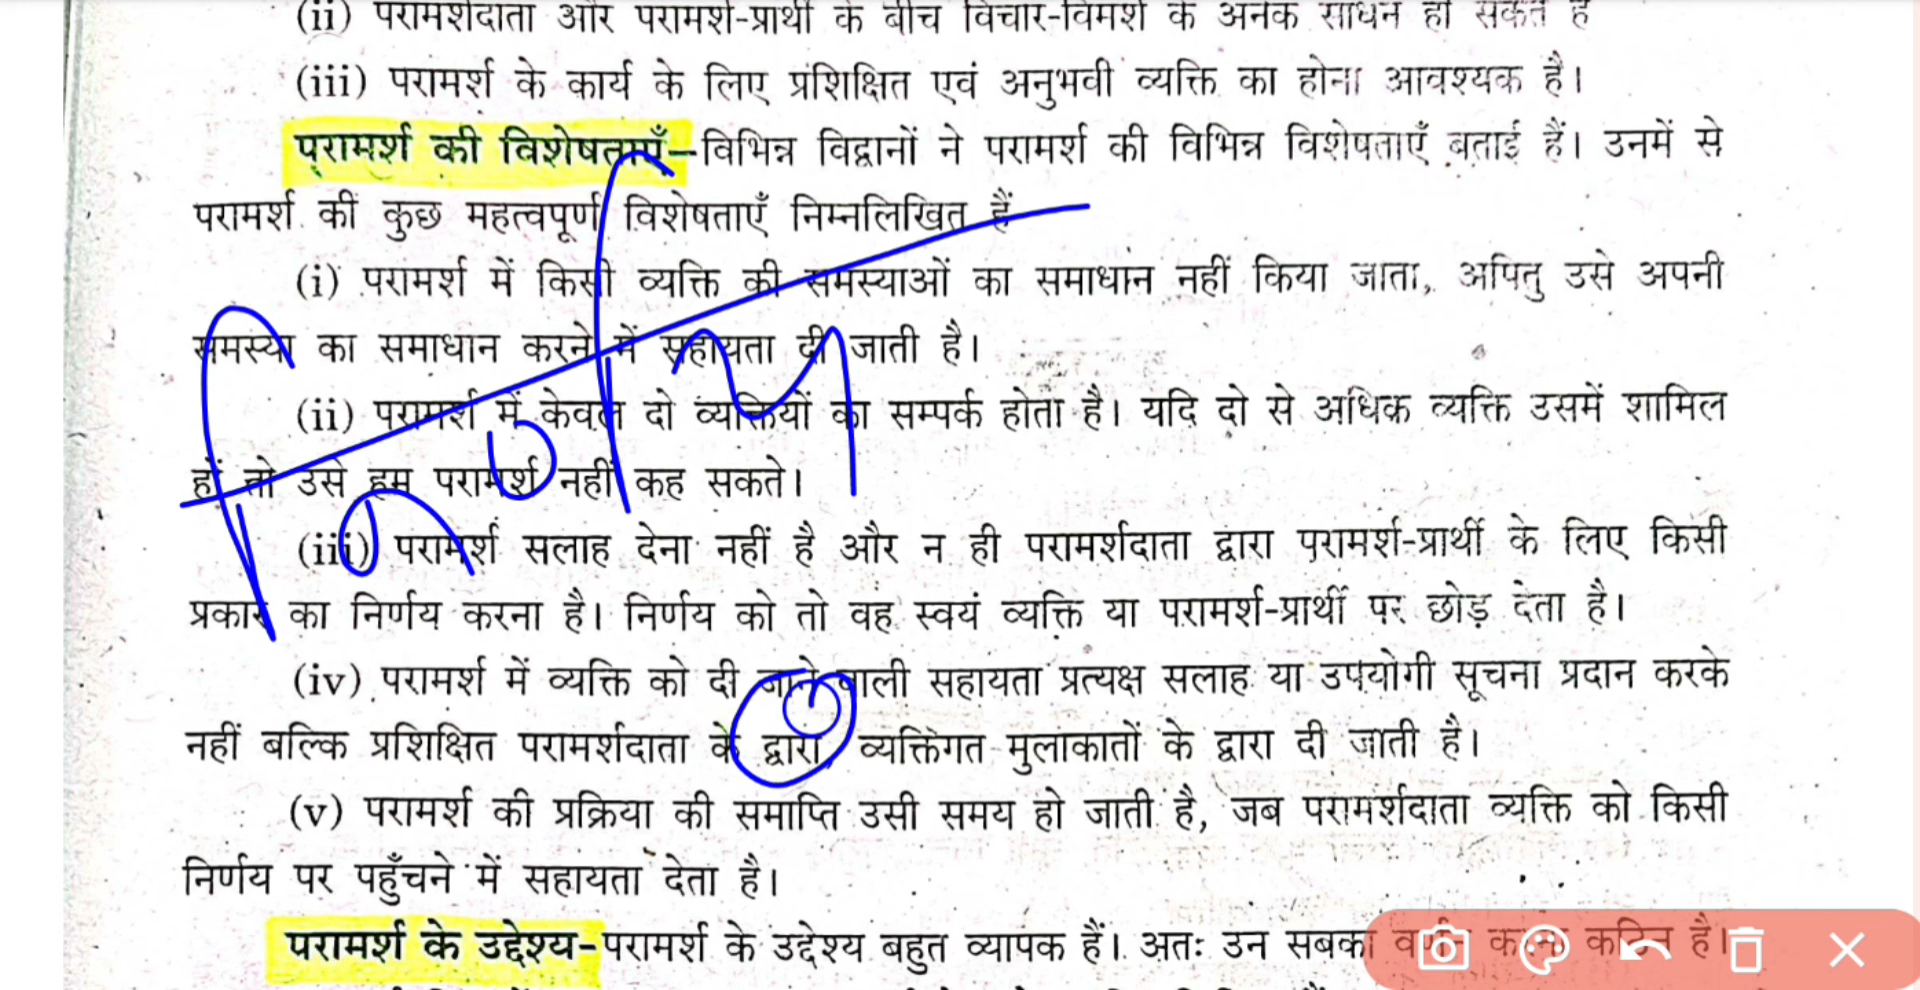 (ii) परामर्शदाता और परामर्श-प्रार्थी के बीच विचार-विमर्श के अनेक साधन हो सकते है
(iii) परामर्श के कार्य के लिए प्रशिक्षित एवं अनुभवी व्यक्ति का होना आवश्यक है।
परामर्श की विशेषताएँ–विभिन्न विद्वानों ने परामर्श की विभिन्न विशेषताएँ बताई हैं। उनमें से
परामर्श की कुछ महत्वपूर्ण विशेषताएँ निम्नलिखित हैं
(i) परामर्श में किसी व्यक्ति की समस्याओं का समाधान नहीं किया जाता, अपितु उसे अपनी
समस्या का समाधान करने में सहायता दी जाती है।
(ii) परामर्श में केवल दो व्यक्तियों का सम्पर्क होता है। यदि दो से अधिक व्यक्ति उसमें शामिल
हों तो उसे हम परामर्श नहीं कह सकते।
(iii) परामर्श सलाह देना नहीं है और न ही परामर्शदाता द्वारा परामर्श-प्रार्थी के लिए किसी
प्रकार का निर्णय करना है। निर्णय को तो वह स्वयं व्यक्ति या परामर्श-प्रार्थी पर छोड़ देता है।
(iv) परामर्श में व्यक्ति को दी जाने वाली सहायता प्रत्यक्ष सलाह या उपयोगी सूचना प्रदान करके
नहीं बल्कि प्रशिक्षित परामर्शदाता के द्वारा, व्यक्तिगत मुलाकातों के द्वारा दी जाती है।
(v) परामर्श की प्रक्रिया की समाप्ति उसी समय हो जाती है, जब परामर्शदाता व्यक्ति को किसी
निर्णय पर पहुँचने में सहायता देता है।
परामर्श के उद्देश्य–परामर्श के उद्देश्य बहुत व्यापक हैं। अतः उन सबका वर्णन करना कठिन है।